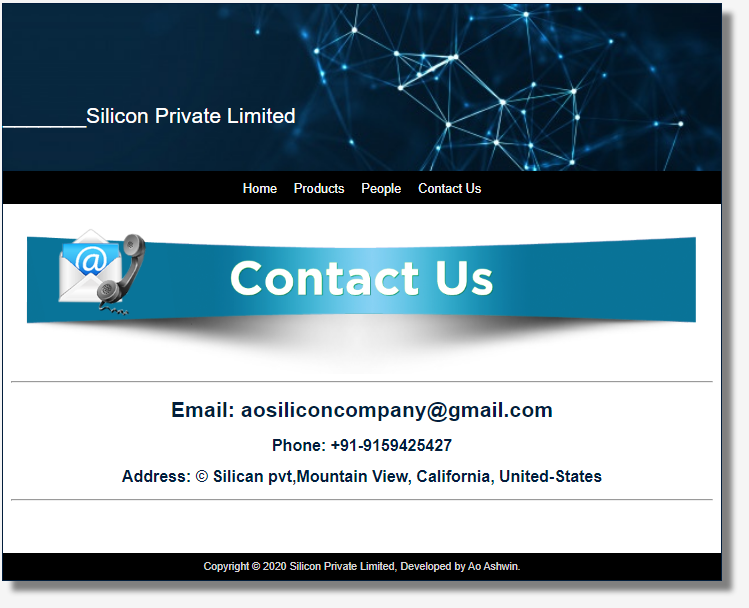 ________Silicon Private Limited
Home Products People Contact Us
@
Contact Us
Email: aosiliconcompany@gmail.com
Phone: +91-9159425427
Address: © Silican pvt,Mountain View, California, United-States
Copyright © 2020 Silicon Private Limited, Developed by Ao Ashwin.